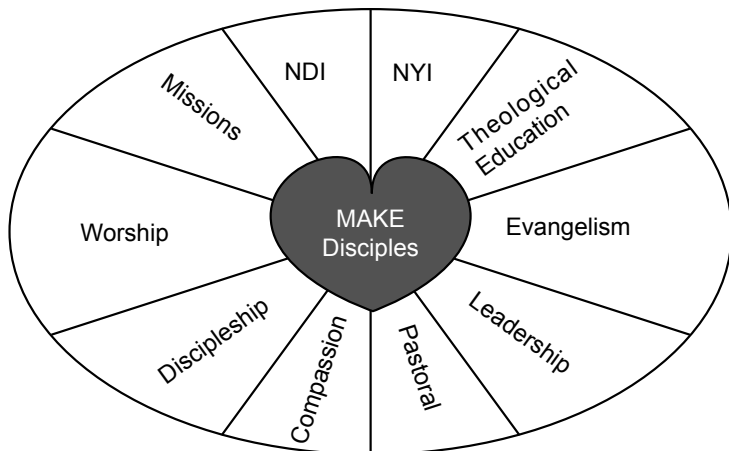 NDI
NYI
Missions
Theological
Education
Worship
MAKE
Disciples
Evangelism
Discipleship
Compassion
Pastoral
Leadership